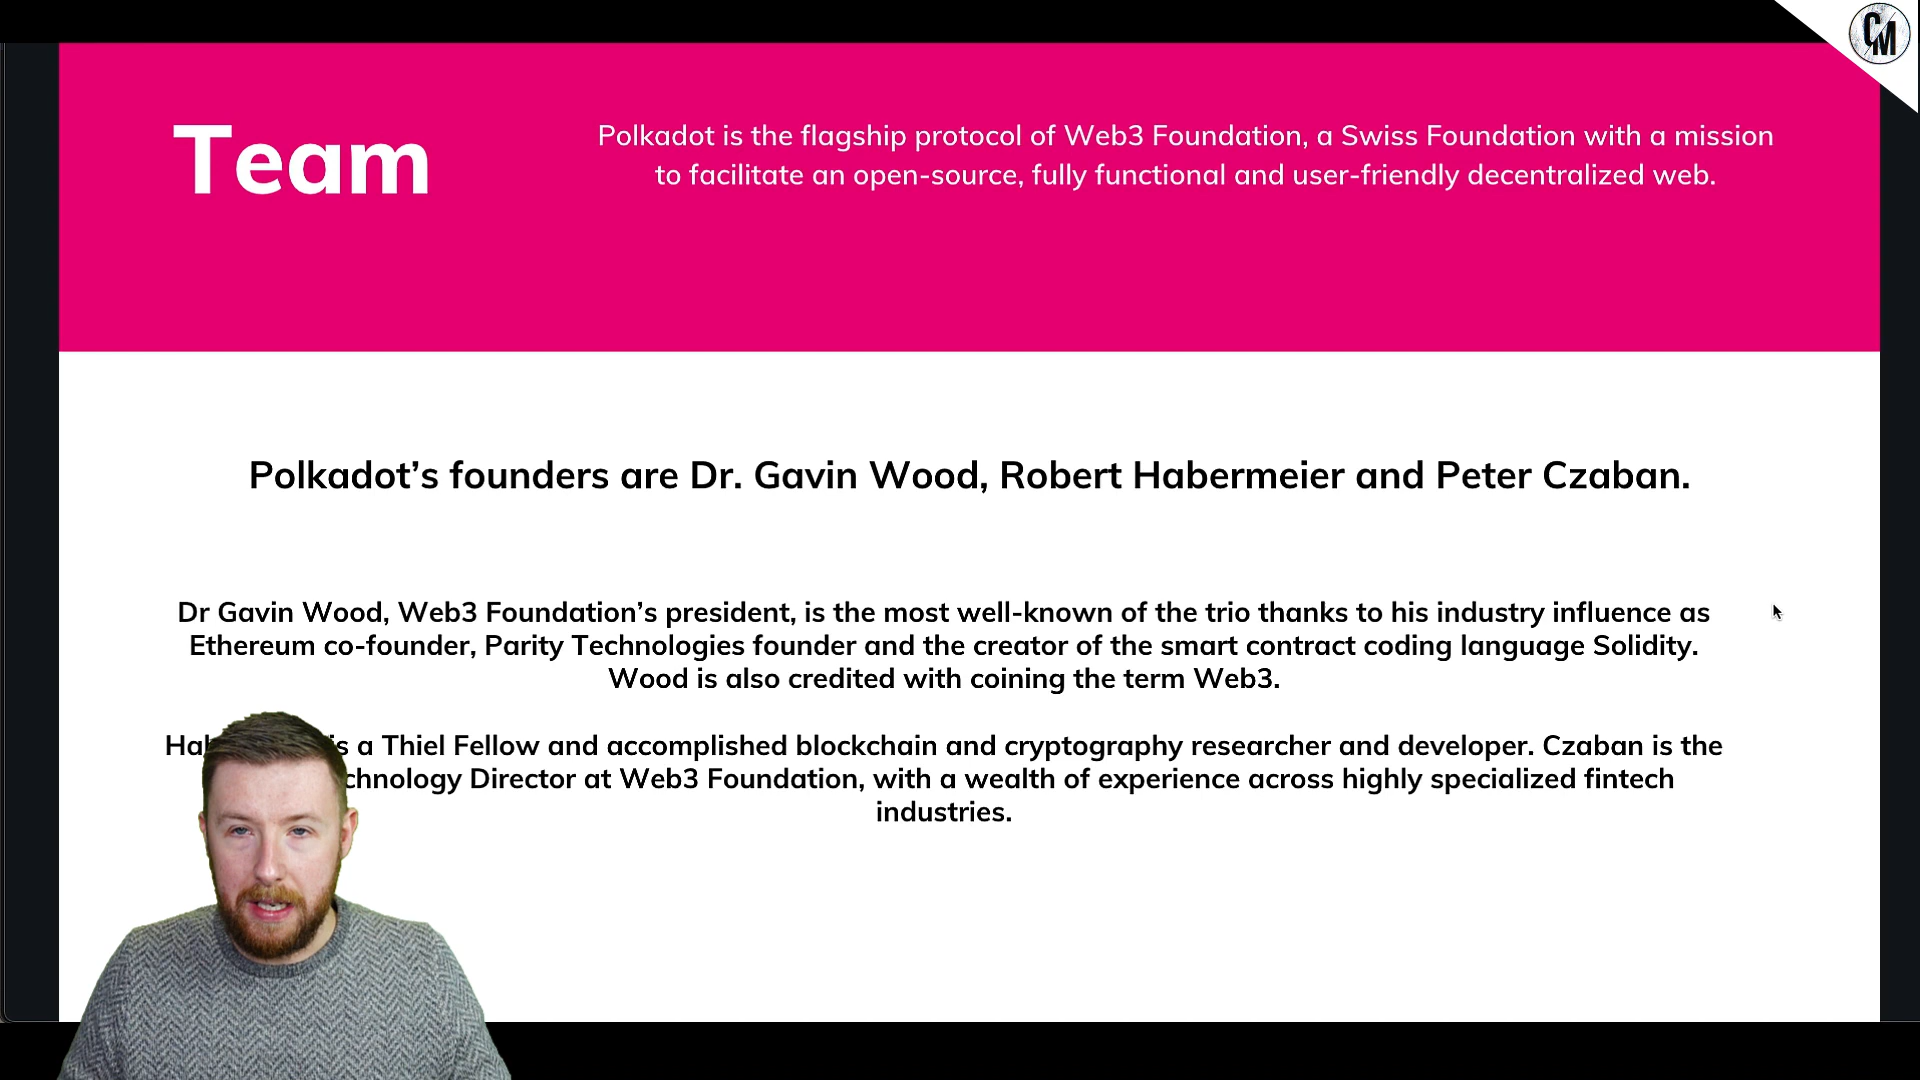 CM
Team
Polkadot is the flagship protocol of Web3 Foundation, a Swiss Foundation with a mission
to facilitate an open-source, fully functional and user-friendly decentralized web.
Polkadot’s founders are Dr. Gavin Wood, Robert Habermeier and Peter Czaban.
Dr Gavin Wood, Web3 Foundation’s president, is the most well-known of the trio thanks to his industry influence as
Ethereum co-founder, Parity Technologies founder and the creator of the smart contract coding language Solidity.
Wood is also credited with coining the term Web3.
is a Thiel Fellow and accomplished blockchain and cryptography researcher and developer. Czaban is the
Director at Web3 Foundation, with a wealth of experience across highly specialized fintech
industries.